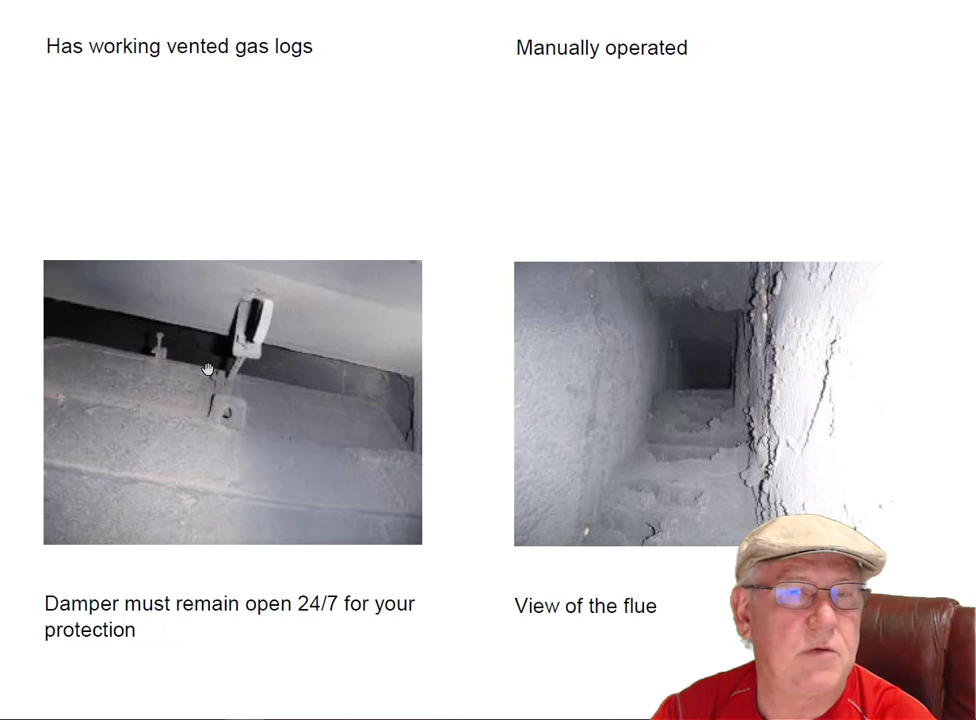 Has working vented gas logs
Manually operated
Damper must remain open 24/7 for your
protection
View of the flue